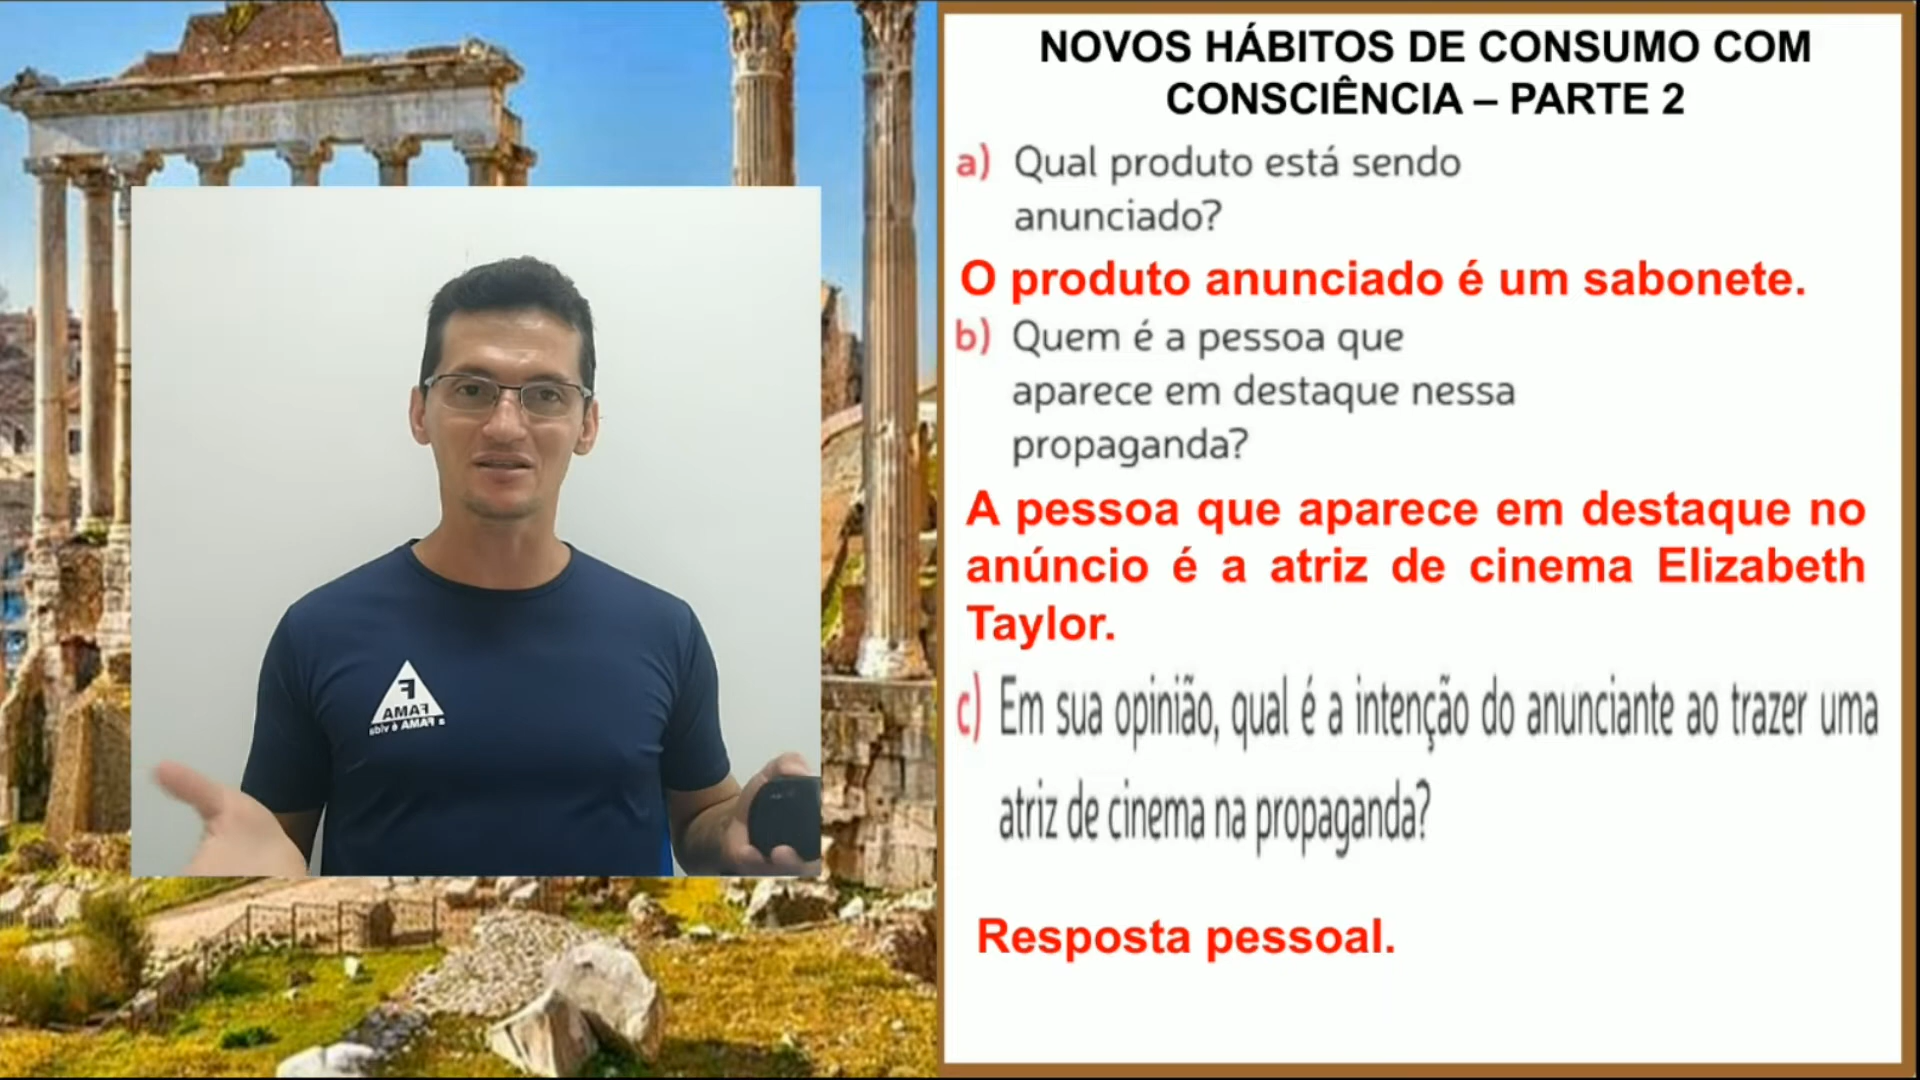 NOVOS HÁBITOS DE CONSUMO COM
CONSCIÊNCIA – PARTE 2
a) Qual produto está sendo
anunciado?
O produto anunciado é um sabonete.
b) Quem é a pessoa que
aparece em destaque nessa
propaganda?
A pessoa que aparece em destaque no
anúncio é a atriz de cinema Elizabeth
Taylor.
c) Em sua opinião, qual é a intenção do anunciante ao trazer uma
atriz de cinema na propaganda?
Resposta pessoal.
F
FAMA
a FAMA é vida